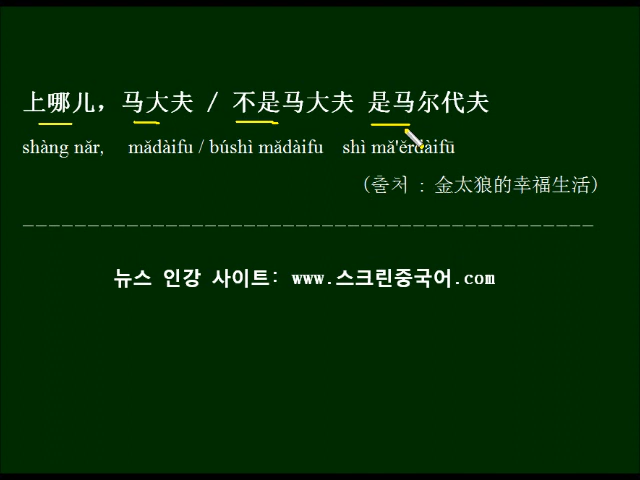 上哪儿，马大夫 / 不是马大夫 是马尔代夫
shàng nǎr, mǎdàifu / búshì mǎdàifu shì mǎ'ěrdàifū
(출처 : 金太狼的幸福生活)
뉴스 인강 사이트: www.스크린중국어.com